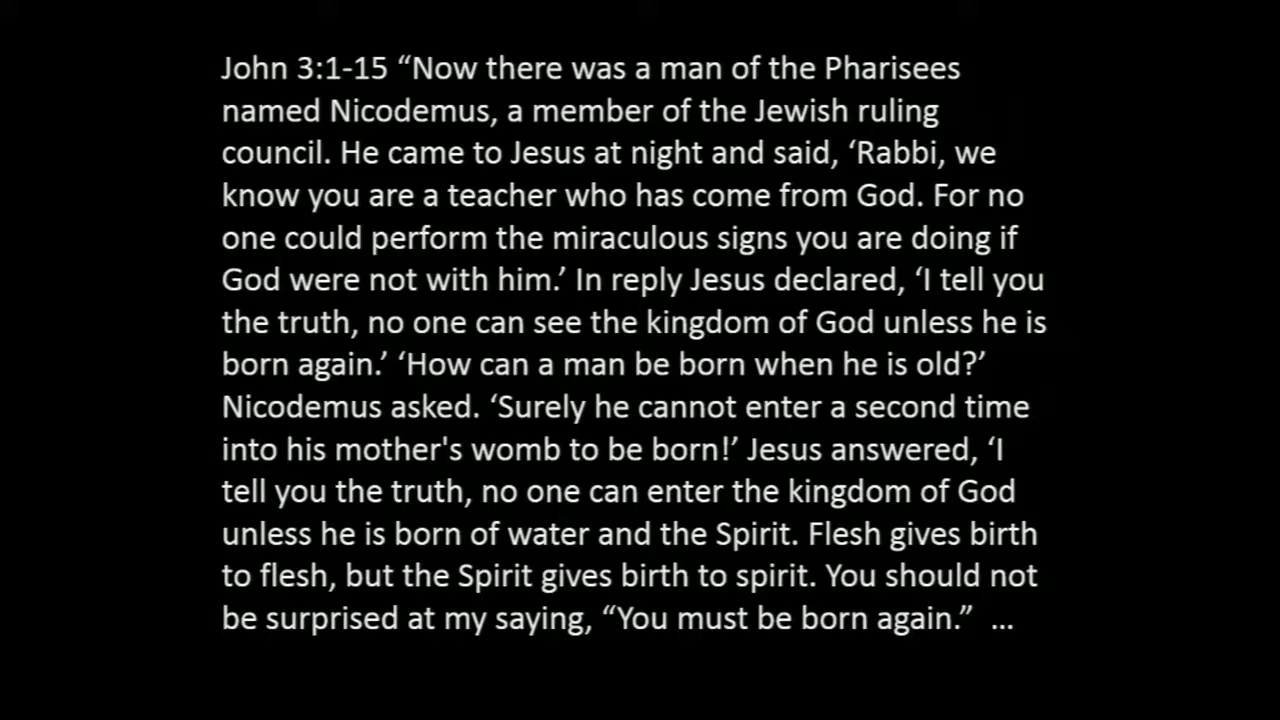 John 3:1-15 “Now there was a man of the Pharisees
named Nicodemus, a member of the Jewish ruling
council. He came to Jesus at night and said, ‘Rabbi, we
know you are a teacher who has come from God. For no
one could perform the miraculous signs you are doing if
God were not with him.’ In reply Jesus declared, ‘I tell you
the truth, no one can see the kingdom of God unless he is
born again.’ ‘How can a man be born when he is old?’
Nicodemus asked. ‘Surely he cannot enter a second time
into his mother's womb to be born!’ Jesus answered, ‘I
tell you the truth, no one can enter the kingdom of God
unless he is born of water and the Spirit. Flesh gives birth
to flesh, but the Spirit gives birth to spirit. You should not
be surprised at my saying, “You must be born again.”  ...